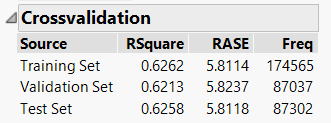 Crossvalidation
Source RSquare RASE Freq
Training Set 0.6262 5.8114 174565
Validation Set 0.6213 5.8237 87037
Test Set 0.6258 5.8118 87302